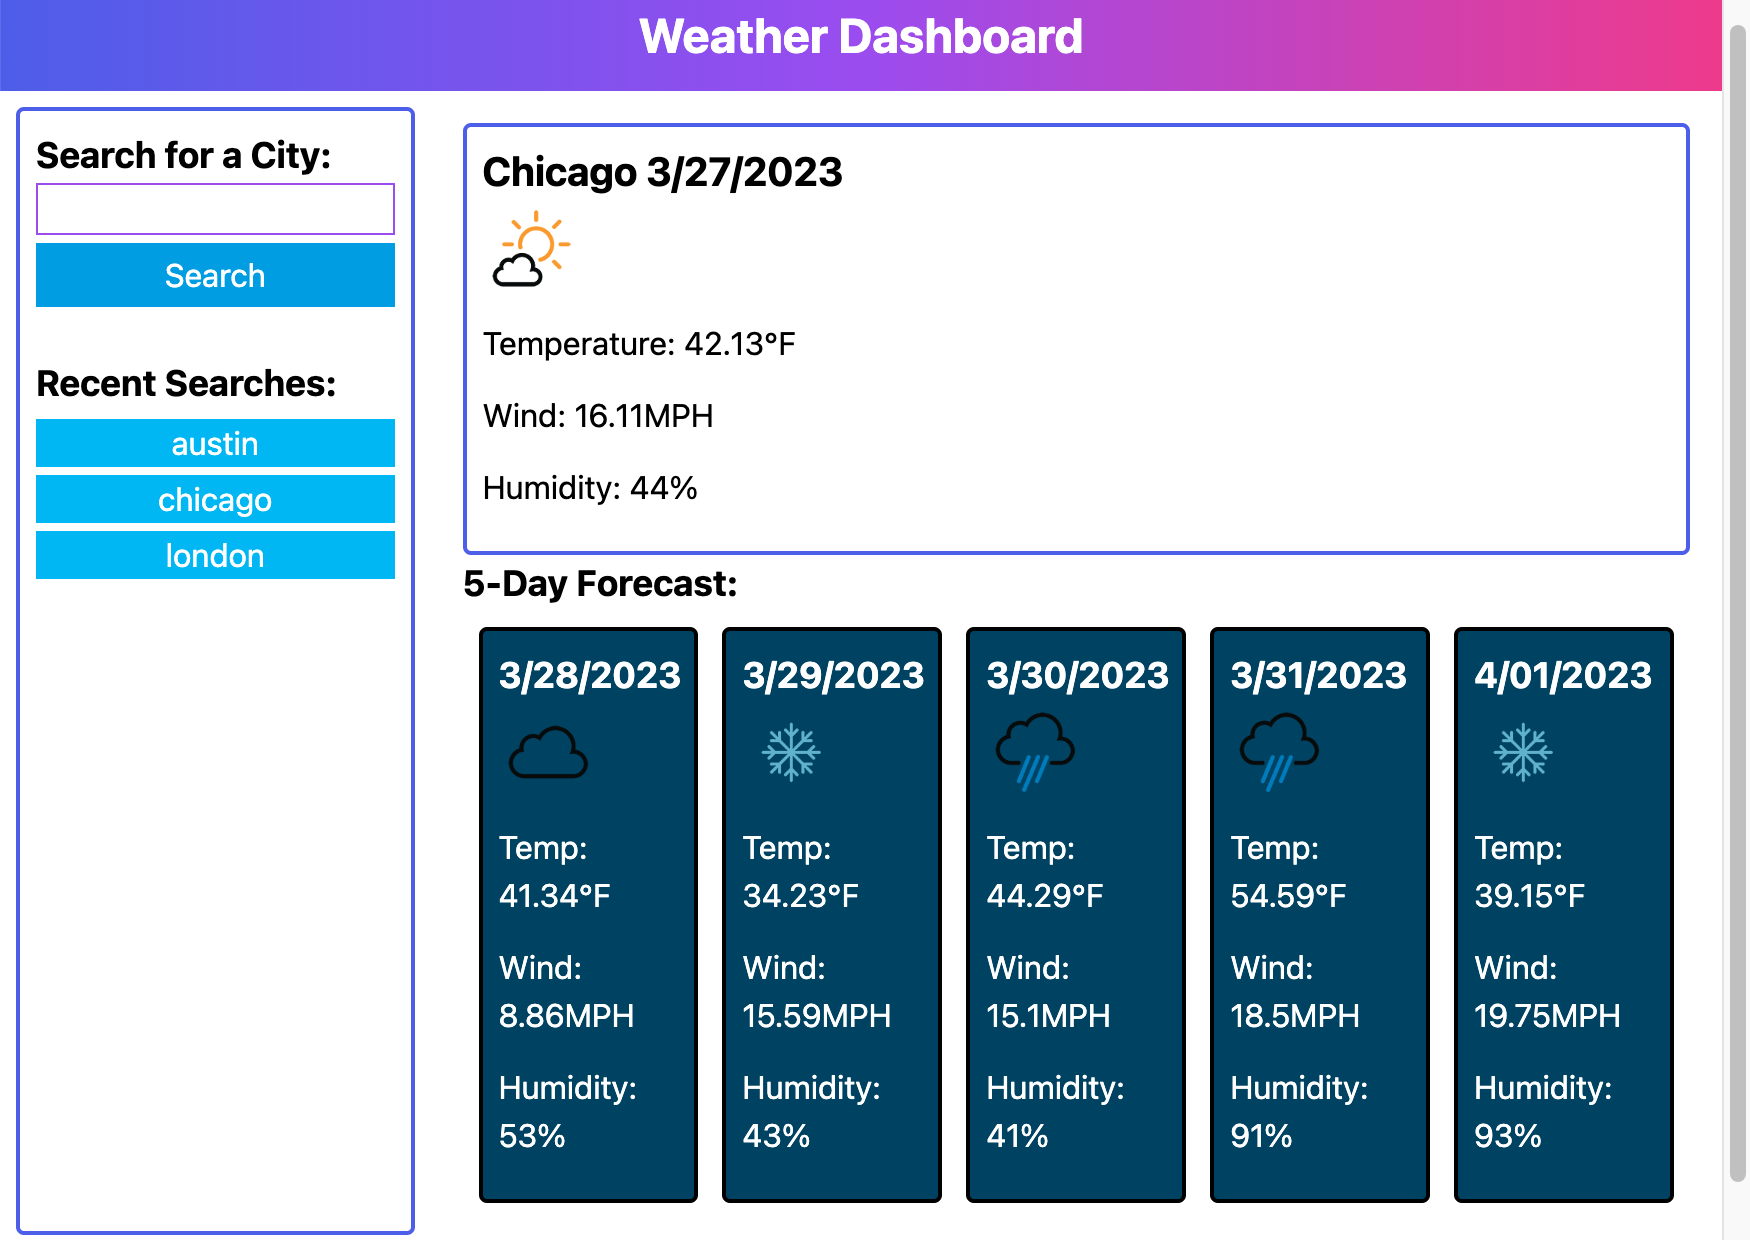 Weather Dashboard
Search for a City:
Search
Recent Searches:
austin
chicago
london
Chicago 3/27/2023
Temperature: 42.13°F
Wind: 16.11MPH
Humidity: 44%
5-Day Forecast:
3/28/2023
Temp:
41.34°F
Wind:
8.86MPH
Humidity:
53%
3/29/2023
Temp:
34.23°F
Wind:
15.59MPH
Humidity:
43%
3/30/2023
Temp:
44.29°F
Wind:
15.1MPH
Humidity:
41%
3/31/2023
Temp:
54.59°F
Wind:
18.5MPH
Humidity:
91%
4/01/2023
Temp:
39.15°F
Wind:
19.75MPH
Humidity:
93%